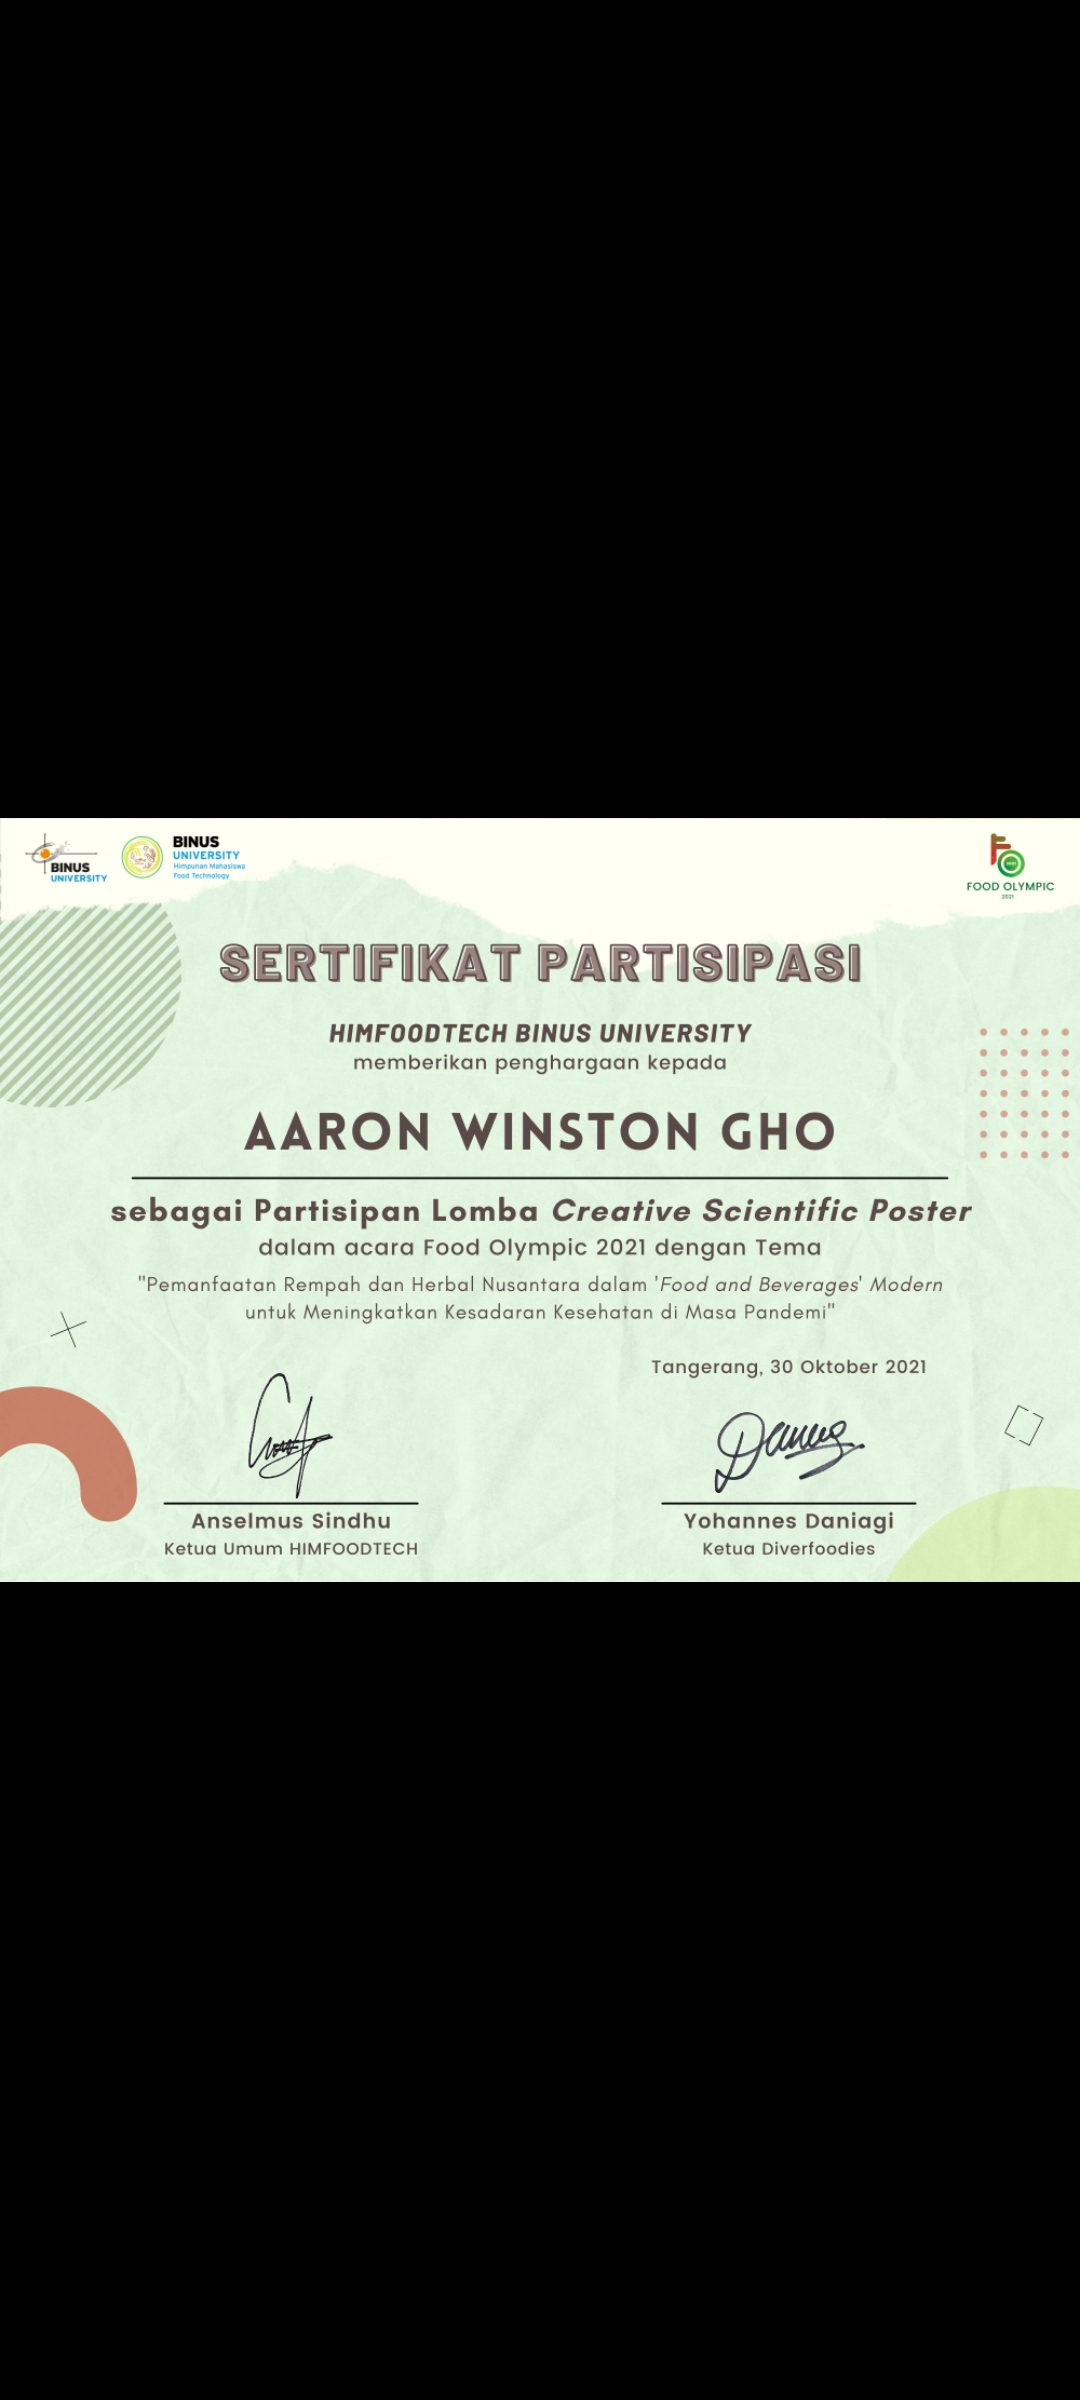 BINUS
UNIVERSITY
BINUS
UNIVERSITY
Himpunan Mahasiswa
Food Technology
FOOD OLYMPIC
2021
SERTIFIKAT PARTISIPASI
HIMFOODTECH BINUS UNIVERSITY
memberikan penghargaan kepada
AARON WINSTON GHO
sebagai Partisipan Lomba Creative Scientific Poster
dalam acara Food Olympic 2021 dengan Tema
"Pemanfaatan Rempah dan Herbal Nusantara dalam 'Food and Beverages' Modern
untuk Meningkatkan Kesadaran Kesehatan di Masa Pandemi"
Tangerang, 30 Oktober 2021
Anselmus Sindhu
Ketua Umum HIMFOODTECH
Yohannes Daniagi
Ketua Diverfoodies